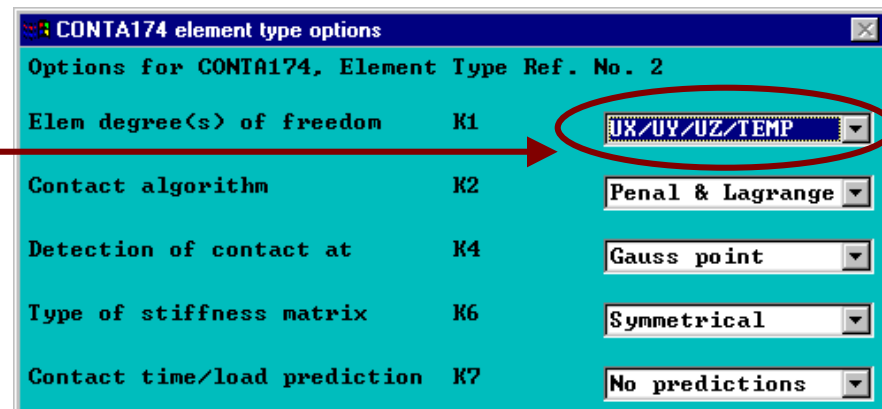 CONTA174 element type options
Options for CONTA174, Element Type Ref. No. 2
Elem degree(s) of freedom K1 UX/UY/UZ/TEMP
Contact algorithm K2 Penal & Lagrange
Detection of contact at K4 Gauss point
Type of stiffness matrix K6 Symmetrical
Contact time/load prediction K7 No predictions